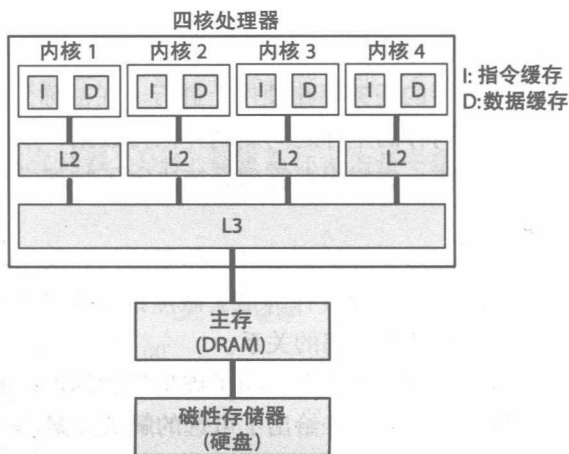 四核处理器
内核 1 内核 2 内核 3 内核 4
I D I D I D I D
I: 指令缓存
D:数据缓存
L2 L2 L2 L2
L3
主存
(DRAM)
磁性存储器
(硬盘)